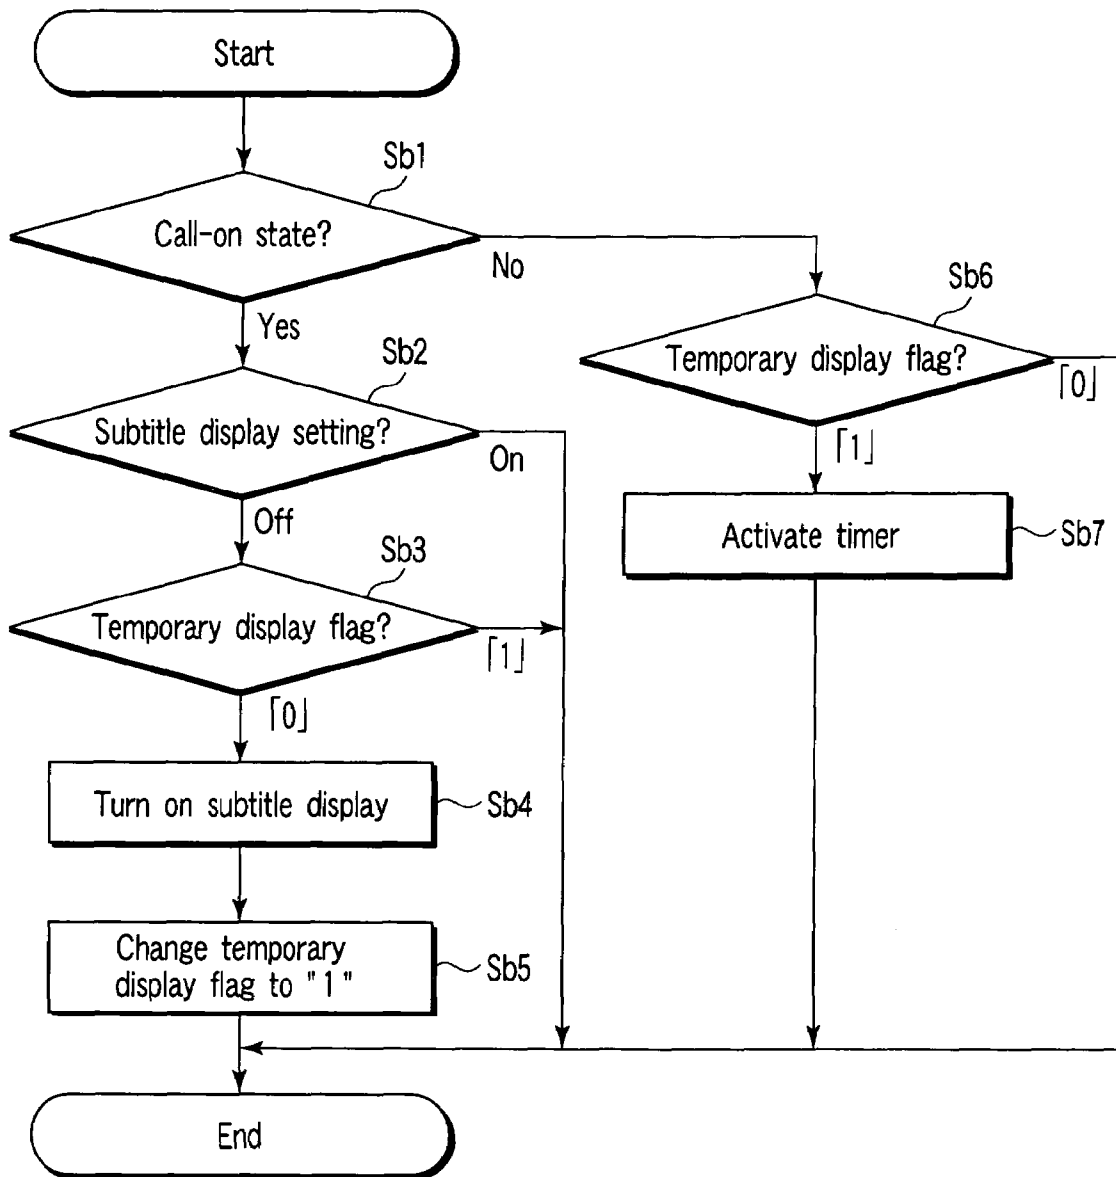 Start
Sb1
Call-on state?
No
Yes
Sb6
Temporary display flag?
「0」
「1」
Sb2
Subtitle display setting?
On
Off
Activate timer
Sb7
Sb3
Temporary display flag?
「1」
「0」
Turn on subtitle display
Sb4
Change temporary
display flag to "1"
Sb5
End